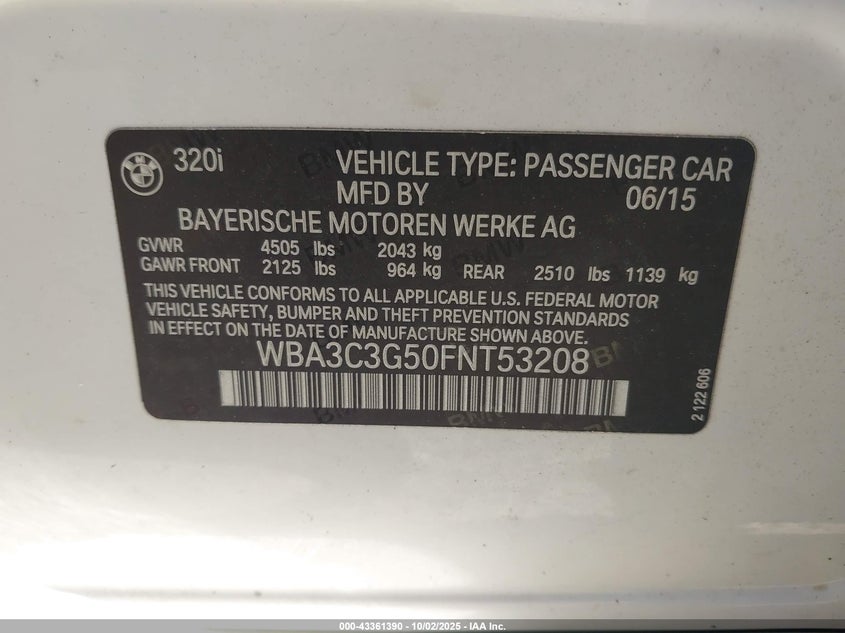 320i VEHICLE TYPE: PASSENGER CAR
MFD BY 06/15
BAYERISCHE MOTOREN WERKE AG
GVWR 4505 lbs 2043 kg
GAWR FRONT 2125 lbs 964 kg REAR 2510 lbs 1139 kg
THIS VEHICLE CONFORMS TO ALL APPLICABLE U.S. FEDERAL MOTOR
VEHICLE SAFETY, BUMPER AND THEFT PREVENTION STANDARDS
IN EFFECT ON THE DATE OF MANUFACTURE SHOWN ABOVE.
WBA3C3G50FNT53208
2 122 606
000-43361390 - 10/02/2025 - IAA Inc.